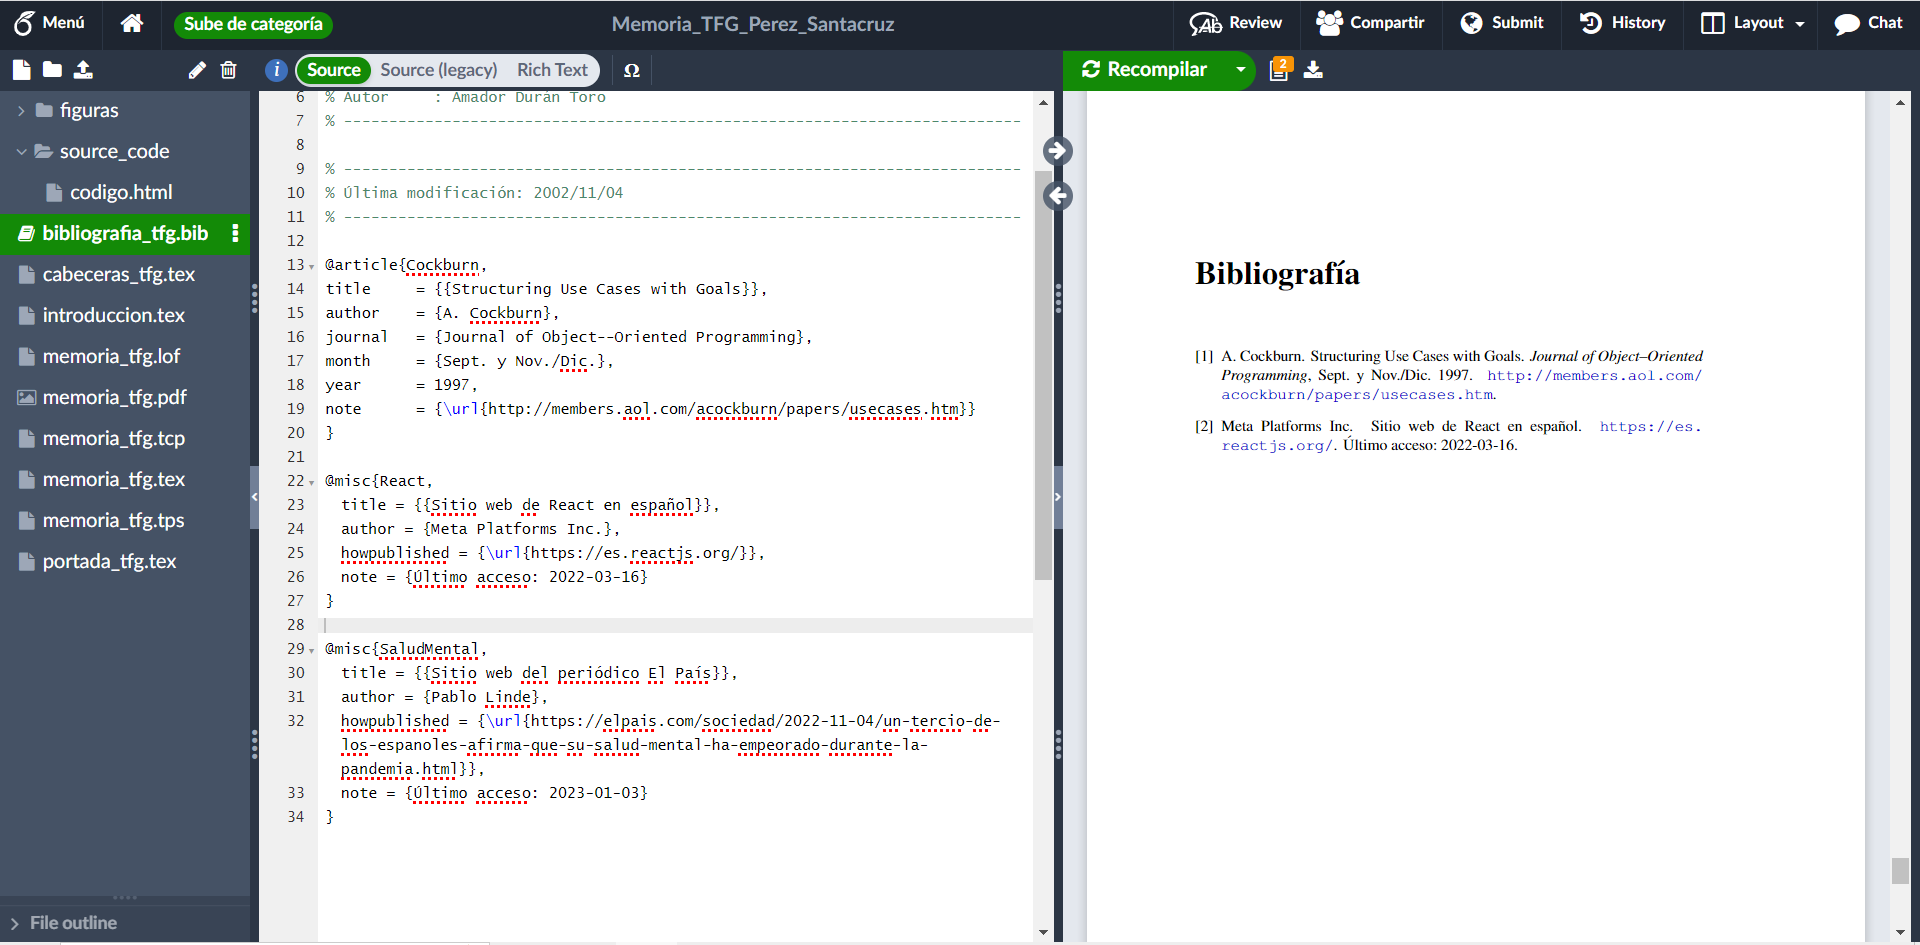 Menú
Sube de categoría
Memoria_TFG_Perez_Santacruz
Review
Compartir
Submit
History
Layout
Chat
Source
Source (legacy)
Rich Text
Ω
Recompilar
2
figuras
source_code
codigo.html
bibliografia_tfg.bib
cabeceras_tfg.tex
introduccion.tex
memoria_tfg.lof
memoria_tfg.pdf
memoria_tfg.tcp
memoria_tfg.tex
memoria_tfg.tps
portada_tfg.tex
File outline
6 % Autor     : Amador Durán Toro
7 % ---------------------------------------------------------------------------
8
9 % ---------------------------------------------------------------------------
10 % Última modificación: 2002/11/04
11 % ---------------------------------------------------------------------------
12
13 @article{Cockburn,
14 title     = {{Structuring Use Cases with Goals}},
15 author    = {A. Cockburn},
16 journal   = {Journal of Object--Oriented Programming},
17 month     = {Sept. y Nov./Dic.},
18 year      = 1997,
19 note      = {\url{http://members.aol.com/acockburn/papers/usecases.htm}}
20 }
21
22 @misc{React,
23 title = {{Sitio web de React en español}},
24 author = {Meta Platforms Inc.},
25 howpublished = {\url{https://es.reactjs.org/}},
26 note = {Último acceso: 2022-03-16}
27 }
28
29 @misc{SaludMental,
30 title = {{Sitio web del periódico El País}},
31 author = {Pablo Linde},
32 howpublished = {\url{https://elpais.com/sociedad/2022-11-04/un-tercio-de-
los-espanoles-afirma-que-su-salud-mental-ha-empeorado-durante-la-
pandemia.html}},
33 note = {Último acceso: 2023-01-03}
34 }
Bibliografía
[1] A. Cockburn. Structuring Use Cases with Goals. Journal of Object–Oriented
Programming, Sept. y Nov./Dic. 1997. http://members.aol.com/
acockburn/papers/usecases.htm.
[2] Meta Platforms Inc. Sitio web de React en español. https://es.
reactjs.org/. Último acceso: 2022-03-16.